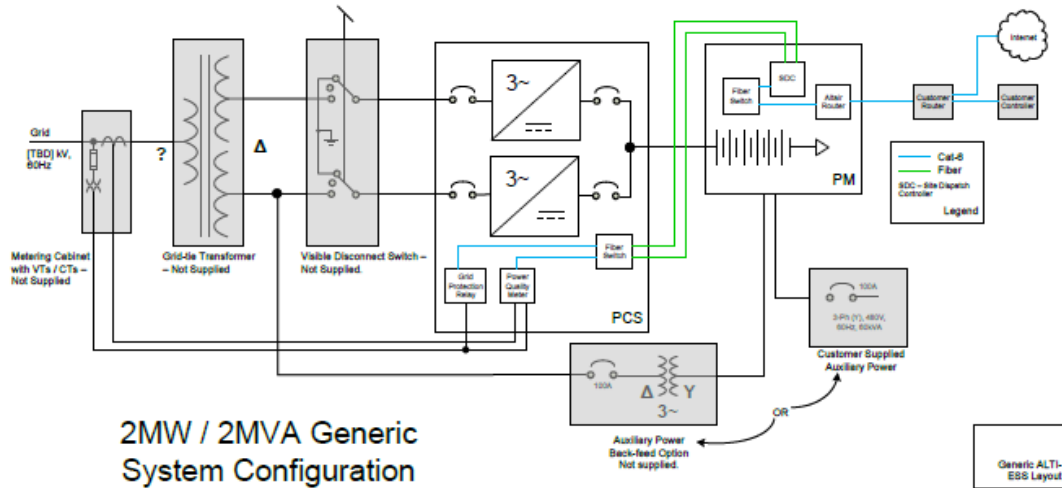 Grid
[TBD] kV,
60Hz
?
Δ
Metering Cabinet
with VTs / CTs –
Not Supplied
Grid-tie Transformer
– Not Supplied
Visible Disconnect Switch –
Not Supplied.
3~
3~
Grid
Protection
Relay
Power
Quality
Meter
Fiber
Switch
PCS
SDC
Fiber
Switch
Altair
Router
PM
Internet
Customer
Router
Customer
Controller
Cat-6
Fiber
SDC – Site Dispatch
Controller
Legend
100A
3-Ph (Y), 480V,
60Hz, 60kVA
Customer Supplied
Auxiliary Power
OR
100A
Δ Y
3~
Auxiliary Power
Back-feed Option
Not supplied.
2MW / 2MVA Generic
System Configuration
Generic ALTI-
ESS Layout